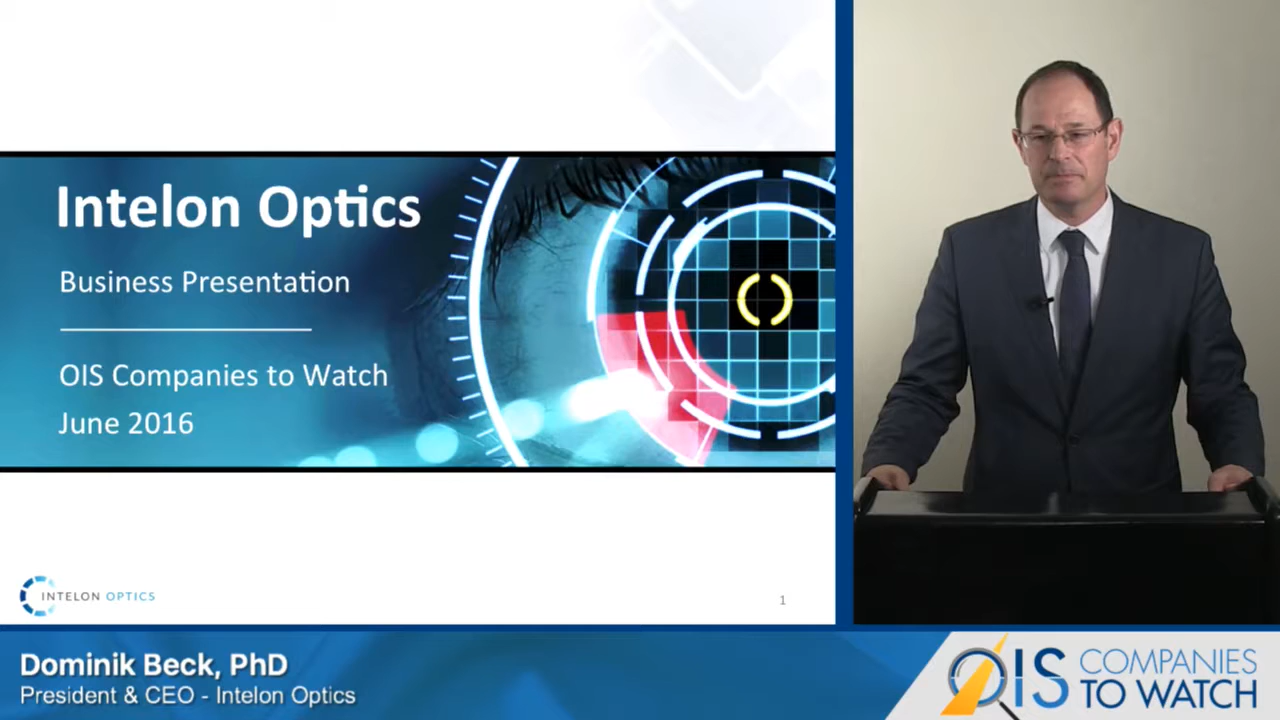 Intelon Optics
Business Presentation
OIS Companies to Watch
June 2016
INTELON OPTICS
1
Dominik Beck, PhD
President & CEO - Intelon Optics
OIS COMPANIES
TO WATCH